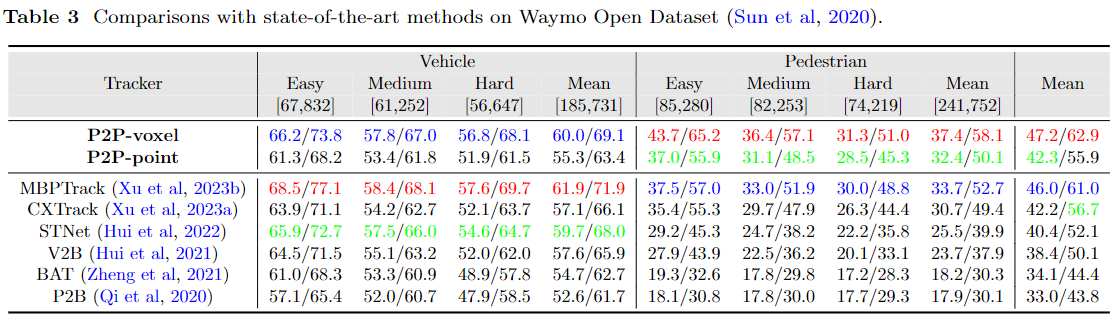 Table 3 Comparisons with state-of-the-art methods on Waymo Open Dataset (Sun et al, 2020).
Vehicle Pedestrian
Tracker Easy Medium Hard Mean Easy Medium Hard Mean Mean
[67,832] [61,252] [56,647] [185,731] [85,280] [82,253] [74,219] [241,752]
P2P-voxel 66.2/73.8 57.8/67.0 56.8/68.1 60.0/69.1 43.7/65.2 36.4/57.1 31.3/51.0 37.4/58.1 47.2/62.9
P2P-point 61.3/68.2 53.4/61.8 51.9/61.5 55.3/63.4 37.0/55.9 31.1/48.5 28.5/45.3 32.4/50.1 42.3/55.9
MBPTrack (Xu et al, 2023b) 68.5/77.1 58.4/68.1 57.6/69.7 61.9/71.9 37.5/57.0 33.0/51.9 30.0/48.8 33.7/52.7 46.0/61.0
CXTrack (Xu et al, 2023a) 63.9/71.1 54.2/62.7 52.1/63.7 57.1/66.1 35.4/55.3 29.7/47.9 26.3/44.4 30.7/49.4 42.2/56.7
STNet (Hui et al, 2022) 65.9/72.7 57.5/66.0 54.6/64.7 59.7/68.0 29.2/45.3 24.7/38.2 22.2/35.8 25.5/39.9 40.4/52.1
V2B (Hui et al, 2021) 64.5/71.5 55.1/63.2 52.0/62.0 57.6/65.9 27.9/43.9 22.5/36.2 20.1/33.1 23.7/37.9 38.4/50.1
BAT (Zheng et al, 2021) 61.0/68.3 53.3/60.9 48.9/57.8 54.7/62.7 19.3/32.6 17.8/29.8 17.2/28.3 18.2/30.3 34.1/44.4
P2B (Qi et al, 2020) 57.1/65.4 52.0/60.7 47.9/58.5 52.6/61.7 18.1/30.8 17.8/30.0 17.7/29.3 17.9/30.1 33.0/43.8